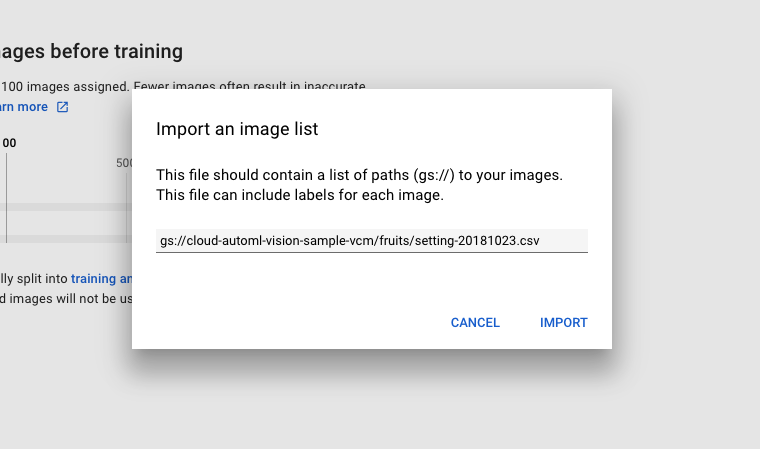 ages before training
100 images assigned. Fewer images often result in inaccurate
arn more
00
500
Import an image list
This file should contain a list of paths (gs://) to your images.
This file can include labels for each image.
gs://cloud-automl-vision-sample-vcm/fruits/setting-20181023.csv
lly split into training an
d images will not be us
CANCEL IMPORT